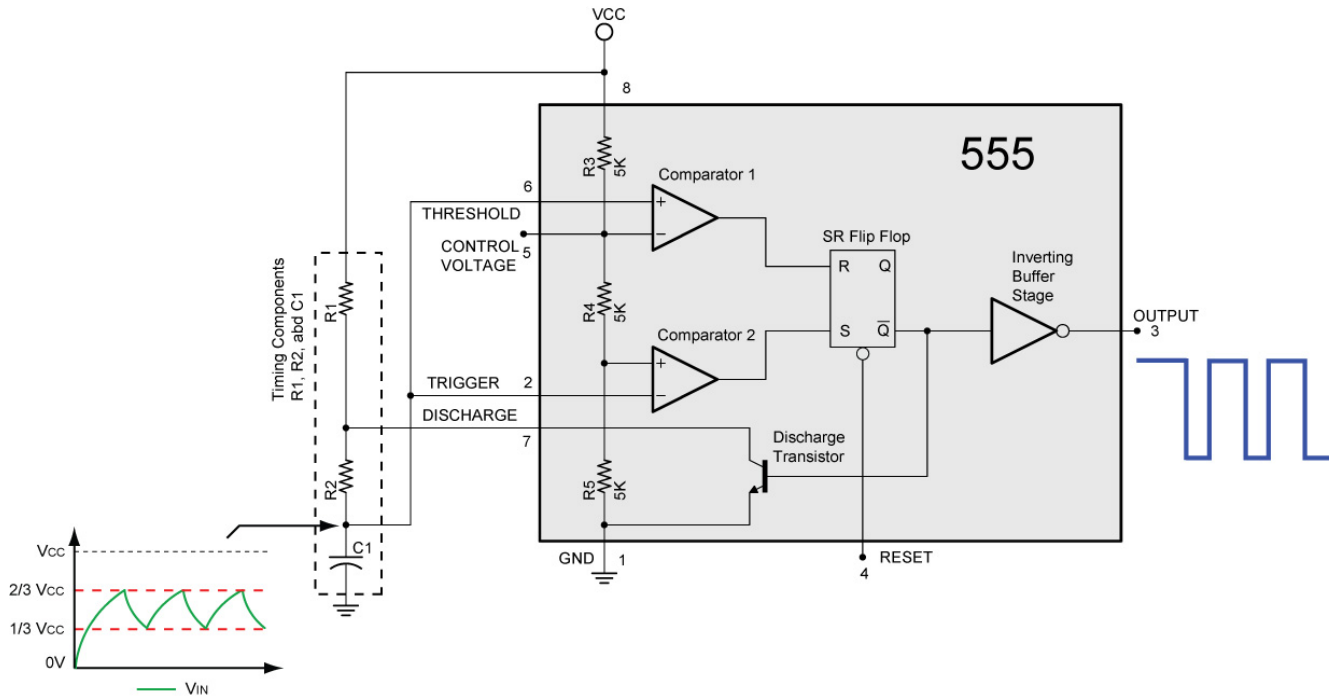 VCC
8
555
R3
5K
Comparator 1
6
THRESHOLD
CONTROL
VOLTAGE
5
SR Flip Flop
R
Q
S
Q̅
Inverting
Buffer
Stage
OUTPUT
3
Timing Components
R1, R2, abd C1
R1
R4
5K
Comparator 2
TRIGGER
2
DISCHARGE
7
Discharge
Transistor
R2
R5
5K
C1
GND
1
RESET
4
+
−
+
−
VCC
2/3 VCC
1/3 VCC
0V
VIN